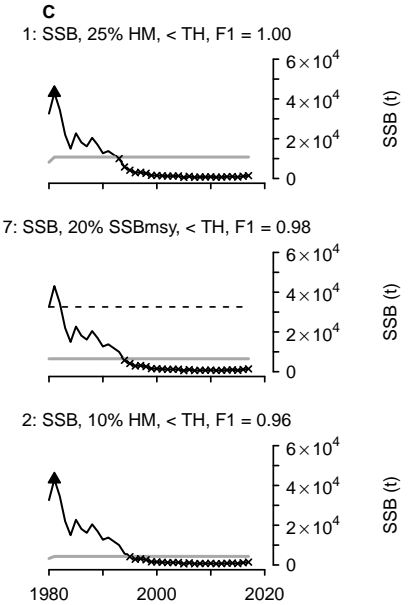 C
1: SSB, 25% HM, < TH, F1 = 1.00
6 × 10⁴
4 × 10⁴
2 × 10⁴
0
SSB (t)
7: SSB, 20% SSBmsy, < TH, F1 = 0.98
6 × 10⁴
4 × 10⁴
2 × 10⁴
0
SSB (t)
2: SSB, 10% HM, < TH, F1 = 0.96
6 × 10⁴
4 × 10⁴
2 × 10⁴
0
SSB (t)
1980 2000 2020